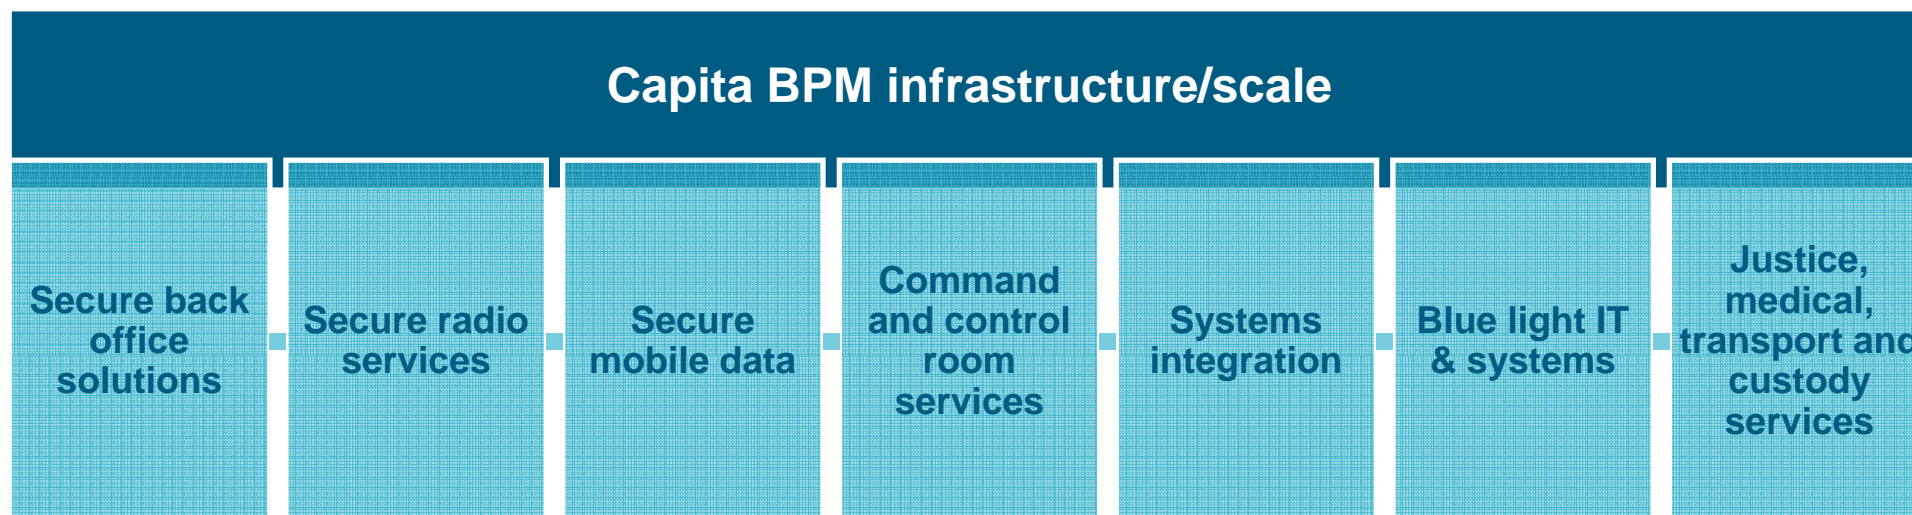 Capita BPM infrastructure/scale
Secure back
office
solutions
Secure radio
services
Secure
mobile data
Command
and control
room
services
Systems
integration
Blue light IT
& systems
Justice,
medical,
transport and
custody
services